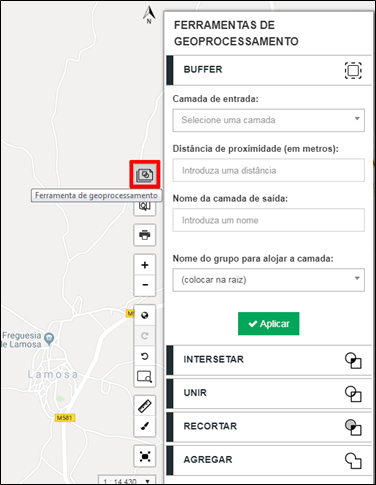 N
FERRAMENTAS DE
GEOPROCESSAMENTO
BUFFER
Camada de entrada:
Selecione uma camada
Distância de proximidade (em metros):
Introduza uma distância
Nome da camada de saída:
Introduza um nome
Nome do grupo para alojar a camada:
(colocar na raiz)
Aplicar
INTERSETAR
UNIR
RECORTAR
AGREGAR
Ferramenta de geoprocessamento
+
−
Freguesia
de Lamosa
Lamosa
M581
1 : 14 430